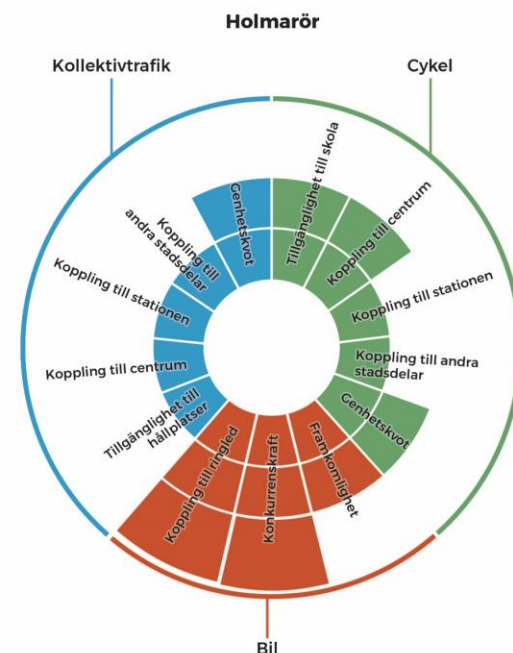 Holmarör
Kollektivtrafik
Cykel
Genhetskvot
Koppling till
andra stadsdelar
Koppling till stationen
Koppling till centrum
Tillgänglighet till
hållplatser
Tillgänglighet till skola
Koppling till centrum
Koppling till stationen
Koppling till andra
stadsdelar
Genhetskvot
Framkomlighet
Konkurrenskraft
Koppling till ringled
Bil